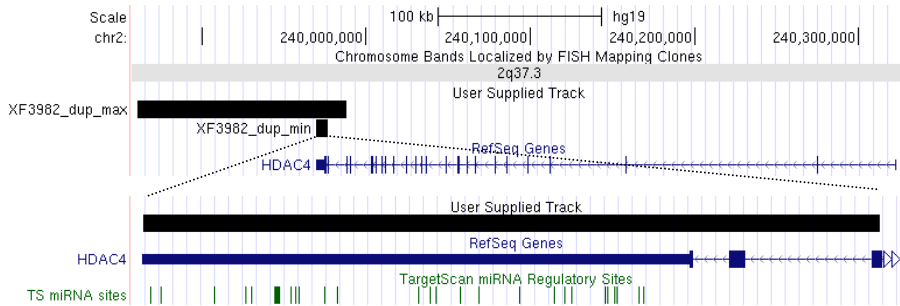 Scale 100 kb hg19
chr2: 240,000,000 240,100,000 240,200,000 240,300,000
Chromosome Bands Localized by FISH Mapping Clones
2q37.3
User Supplied Track
XF3982_dup_max
XF3982_dup_min
RefSeq Genes
HDAC4
User Supplied Track
RefSeq Genes
HDAC4
TargetScan miRNA Regulatory Sites
TS miRNA sites